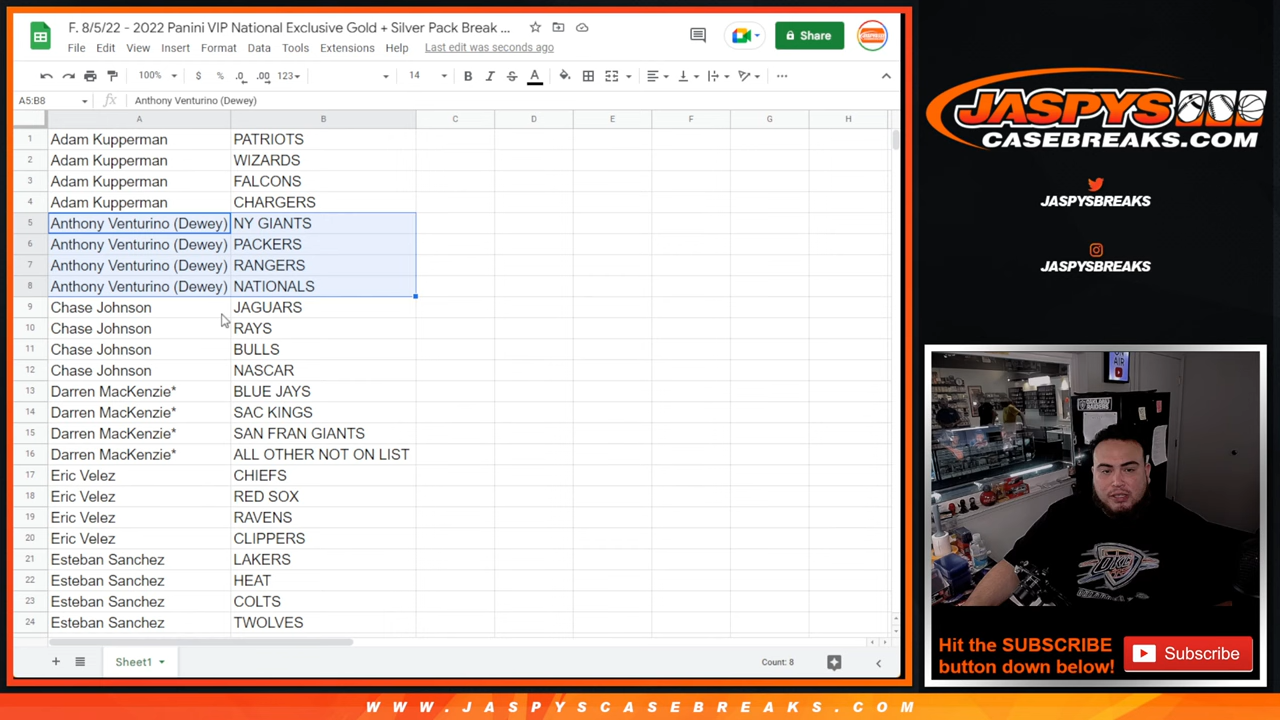 F. 8/5/22 - 2022 Panini VIP National Exclusive Gold + Silver Pack Break ...
File Edit View Insert Format Data Tools Extensions Help Last edit was seconds ago
Share
100% $ % .0 .00 123 14 B I S A
A5:B8 fx Anthony Venturino (Dewey)
A B C D E F G H
1 Adam Kupperman PATRIOTS
2 Adam Kupperman WIZARDS
3 Adam Kupperman FALCONS
4 Adam Kupperman CHARGERS
5 Anthony Venturino (Dewey) NY GIANTS
6 Anthony Venturino (Dewey) PACKERS
7 Anthony Venturino (Dewey) RANGERS
8 Anthony Venturino (Dewey) NATIONALS
9 Chase Johnson JAGUARS
10 Chase Johnson RAYS
11 Chase Johnson BULLS
12 Chase Johnson NASCAR
13 Darren MacKenzie* BLUE JAYS
14 Darren MacKenzie* SAC KINGS
15 Darren MacKenzie* SAN FRAN GIANTS
16 Darren MacKenzie* ALL OTHER NOT ON LIST
17 Eric Velez CHIEFS
18 Eric Velez RED SOX
19 Eric Velez RAVENS
20 Eric Velez CLIPPERS
21 Esteban Sanchez LAKERS
22 Esteban Sanchez HEAT
23 Esteban Sanchez COLTS
24 Esteban Sanchez TWOLVES
Sheet1
Count: 8
JASPYS
CASEBREAKS.COM
JASPYSBREAKS
JASPYSBREAKS
ON AIR
OKC
Hit the SUBSCRIBE
button down below!
Subscribe
WWW.JASPYSCASEBREAKS.COM